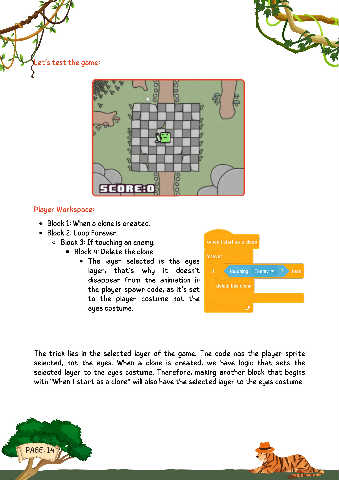 Let's test the game:
SCORE:0
Player Workspace:
• Block 1: When a clone is created.
• Block 2: Loop Forever
○ Block 3: If touching an enemy
▪ Block 4: Delete the clone
• The layer selected is the eyes
layer, that's why it doesn't
disappear from the animation in
the player spawn code, as it's set
to the player costume not the
eyes costume.
when I start as a clone
forever
if touching Enemy ? then
delete this clone
The trick lies in the selected layer of the game. The code has the player sprite
selected, not the eyes. When a clone is created, we have logic that sets the
selected layer to the eyes costume. Therefore, making another block that begins
with "When I start as a clone" will also have the selected layer to the eyes costume
PAGE: 14